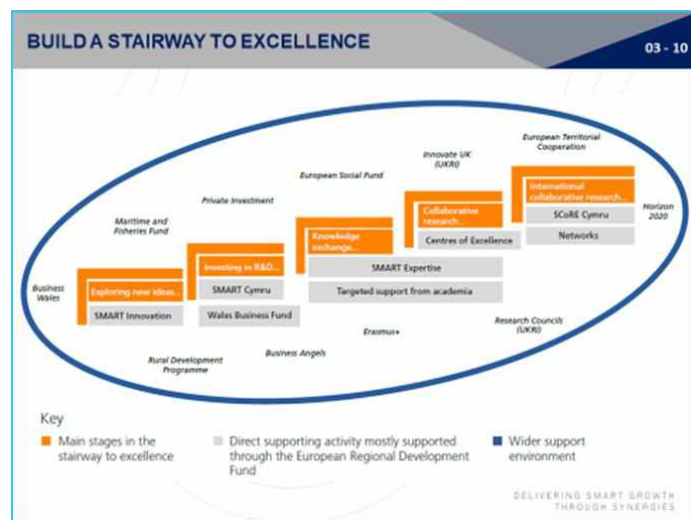 BUILD A STAIRWAY TO EXCELLENCE
03 - 10
European Territorial
Cooperation
Innovate UK
(UKRI)
European Social Fund
Private Investment
Maritime and
Fisheries Fund
Business
Wales
Horizon
2020
International
collaborative research...
SCoRE Cymru
Networks
Collaborative
research...
Centres of Excellence
Knowledge
exchange...
SMART Expertise
Targeted support from academia
Investing in R&D...
SMART Cymru
Wales Business Fund
Exploring new ideas...
SMART Innovation
Research Councils
(UKRI)
Erasmus+
Business Angels
Rural Development
Programme
Key
Main stages in the
stairway to excellence
Direct supporting activity mostly supported
through the European Regional Development
Fund
Wider support
environment
DELIVERING SMART GROWTH
THROUGH SYNERGIES